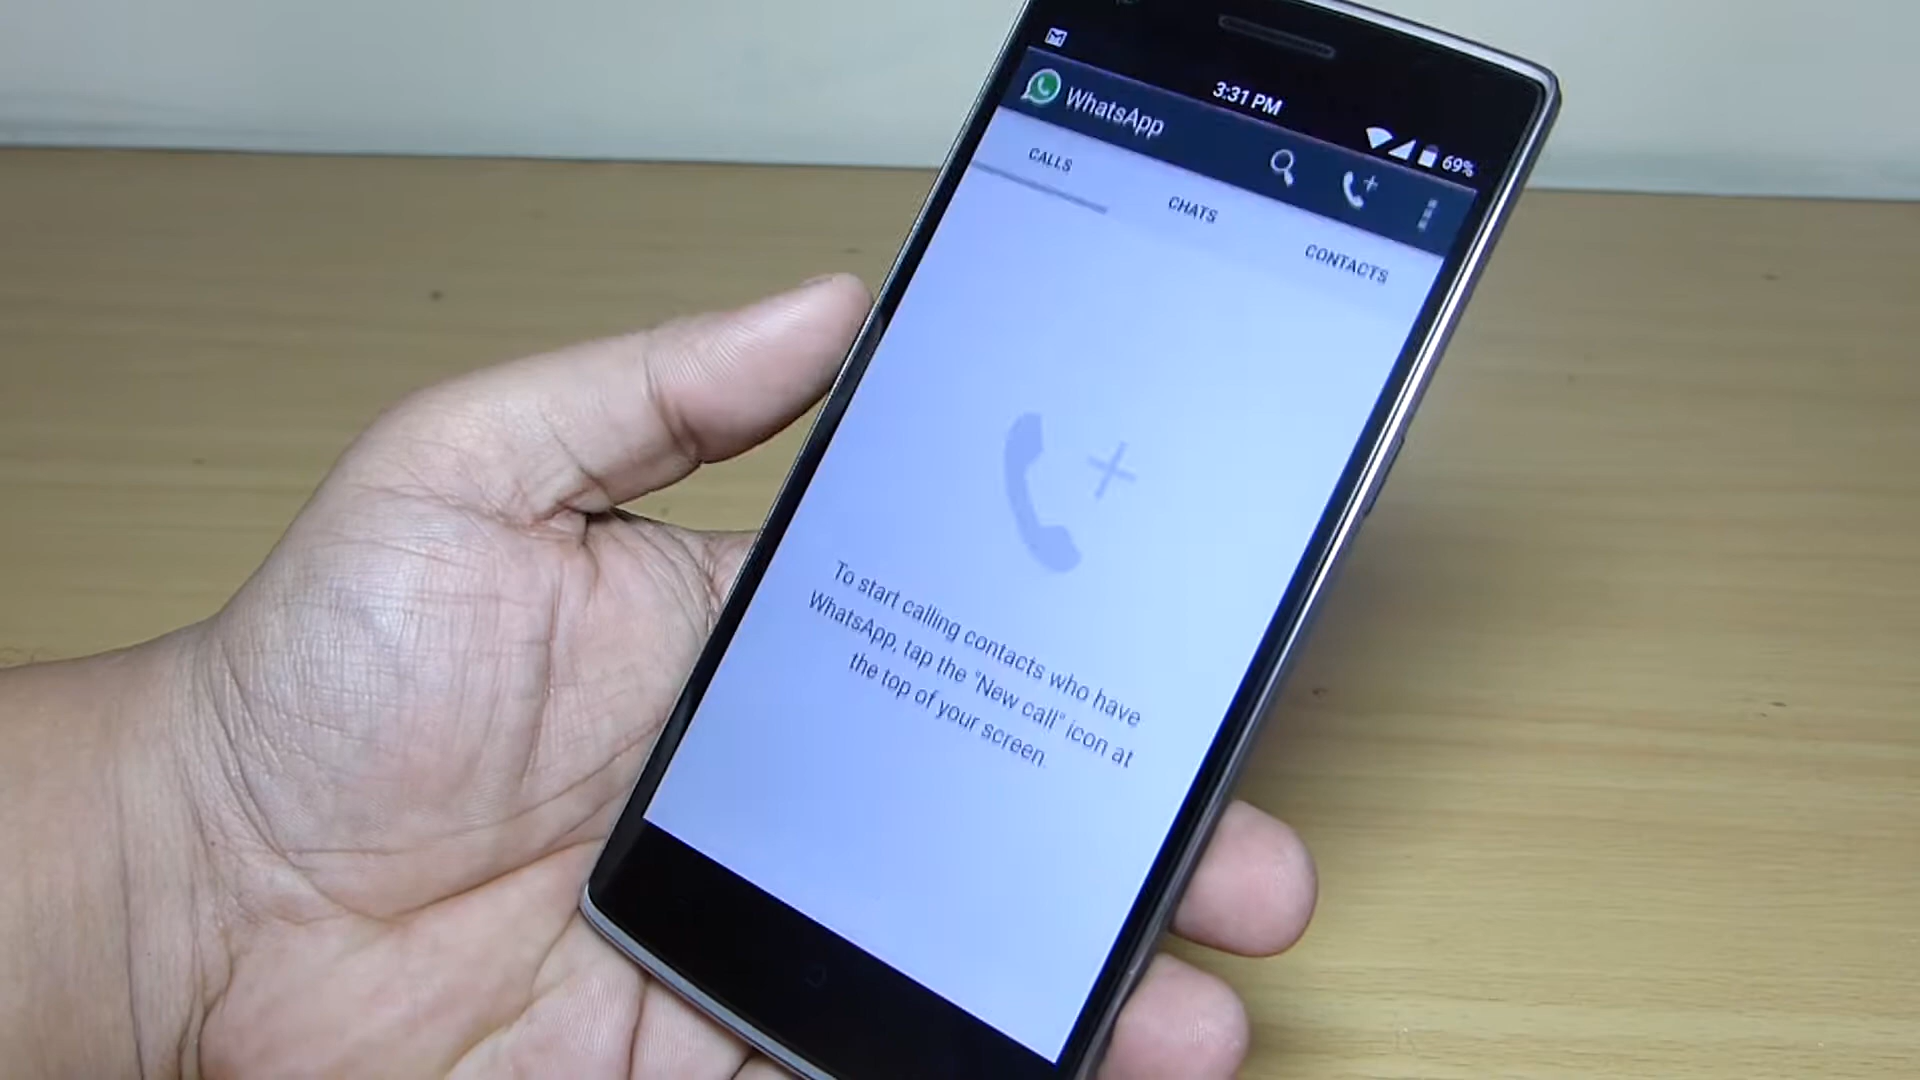 3:31 PM
69%
WhatsApp
CALLS
CHATS
CONTACTS
To start calling contacts who have
WhatsApp, tap the "New call" icon at
the top of your screen.